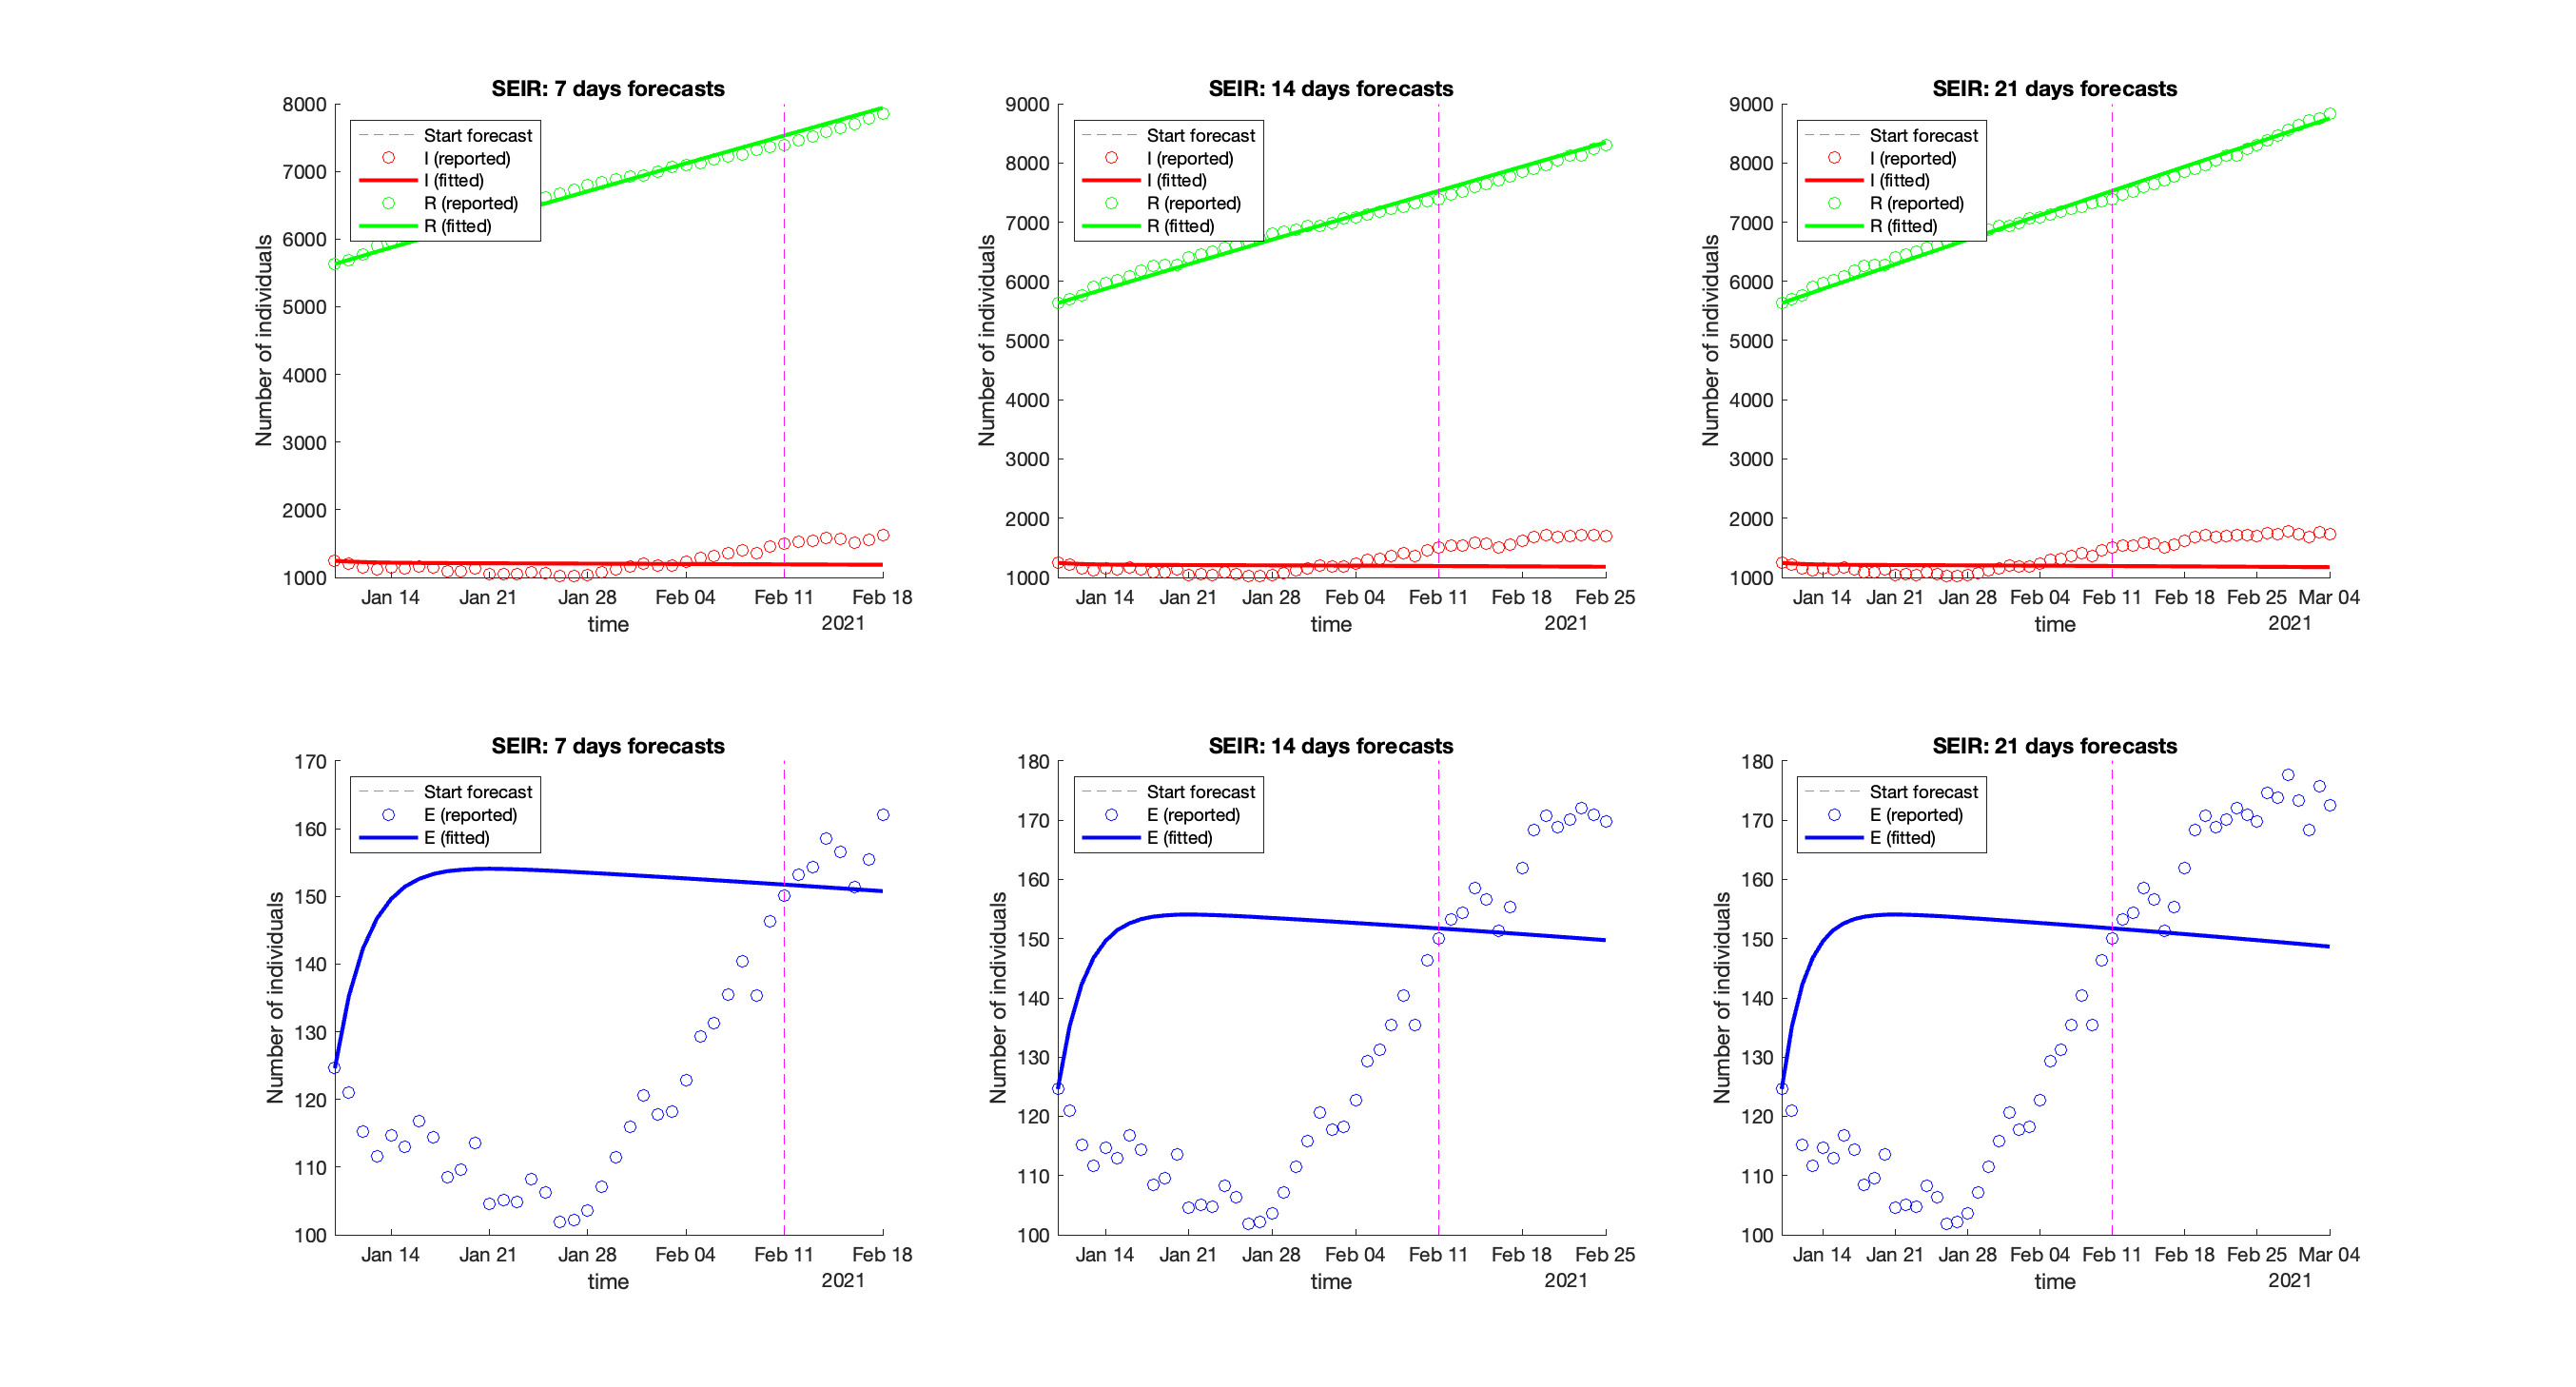 SEIR: 7 days forecasts
8000
7000
6000
5000
4000
3000
2000
1000
Number of individuals
Start forecast
I (reported)
I (fitted)
R (reported)
R (fitted)
Jan 14 Jan 21 Jan 28 Feb 04 Feb 11 Feb 18
time 2021
SEIR: 14 days forecasts
9000
8000
7000
6000
5000
4000
3000
2000
1000
Number of individuals
Start forecast
I (reported)
I (fitted)
R (reported)
R (fitted)
Jan 14 Jan 21 Jan 28 Feb 04 Feb 11 Feb 18 Feb 25
time 2021
SEIR: 21 days forecasts
9000
8000
7000
6000
5000
4000
3000
2000
1000
Number of individuals
Start forecast
I (reported)
I (fitted)
R (reported)
R (fitted)
Jan 14 Jan 21 Jan 28 Feb 04 Feb 11 Feb 18 Feb 25 Mar 04
time 2021
SEIR: 7 days forecasts
170
160
150
140
130
120
110
100
Number of individuals
Start forecast
E (reported)
E (fitted)
Jan 14 Jan 21 Jan 28 Feb 04 Feb 11 Feb 18
time 2021
SEIR: 14 days forecasts
180
170
160
150
140
130
120
110
100
Number of individuals
Start forecast
E (reported)
E (fitted)
Jan 14 Jan 21 Jan 28 Feb 04 Feb 11 Feb 18 Feb 25
time 2021
SEIR: 21 days forecasts
180
170
160
150
140
130
120
110
100
Number of individuals
Start forecast
E (reported)
E (fitted)
Jan 14 Jan 21 Jan 28 Feb 04 Feb 11 Feb 18 Feb 25 Mar 04
time 2021